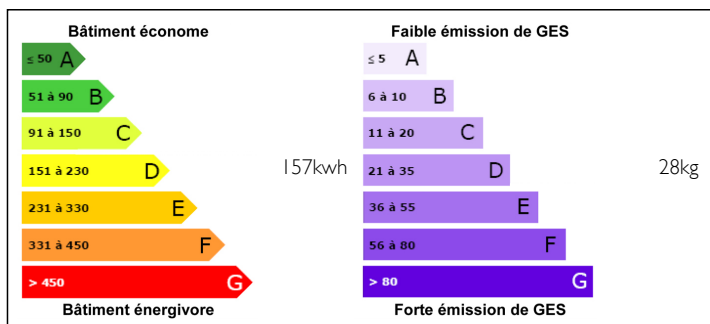 Bâtiment économe
≤ 50 A
51 à 90 B
91 à 150 C
151 à 230 D
157kwh
231 à 330 E
331 à 450 F
> 450 G
Bâtiment énergivore
Faible émission de GES
≤ 5 A
6 à 10 B
11 à 20 C
21 à 35 D
28kg
36 à 55 E
56 à 80 F
> 80 G
Forte émission de GES